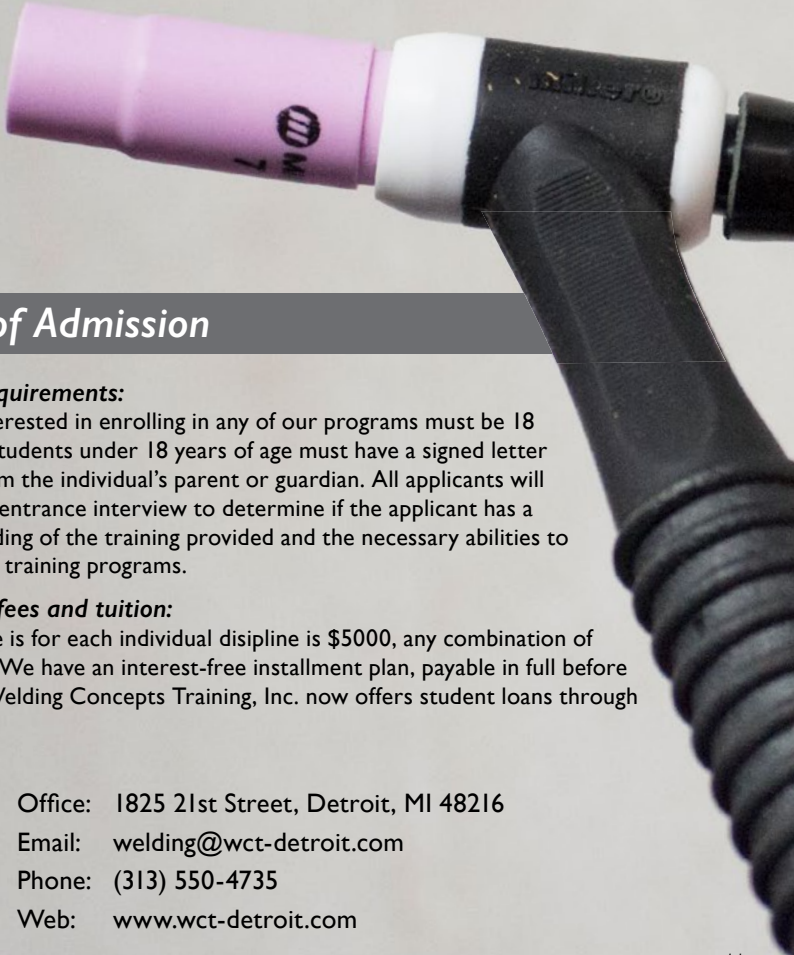 Miller®
M
7
of Admission
quirements:
erested in enrolling in any of our programs must be 18
students under 18 years of age must have a signed letter
m the individual's parent or guardian. All applicants will
entrance interview to determine if the applicant has a
ding of the training provided and the necessary abilities to
training programs.
fees and tuition:
e is for each individual disipline is $5000, any combination of
We have an interest-free installment plan, payable in full before
Welding Concepts Training, Inc. now offers student loans through
Office: 1825 21st Street, Detroit, MI 48216
Email: welding@wct-detroit.com
Phone: (313) 550-4735
Web: www.wct-detroit.com